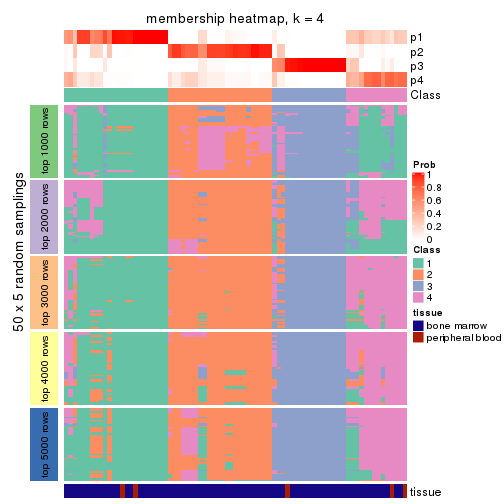 membership heatmap, k = 4
p1
p2
p3
p4
Class
50 x 5 random samplings
top 1000 rows
top 2000 rows
top 3000 rows
top 4000 rows
top 5000 rows
Prob
1
0.8
0.6
0.4
0.2
0
Class
1
2
3
4
tissue
bone marrow
peripheral blood
tissue